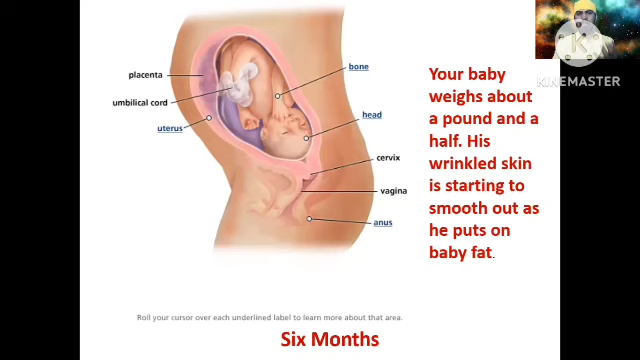 placenta
umbilical cord
uterus
bone
head
cervix
vagina
anus
Your baby
weighs about
a pound and a
half. His
wrinkled skin
is starting to
smooth out as
he puts on
baby fat.
KINEMASTER
Roll your cursor over each underlined label to learn more about that area.
Six Months